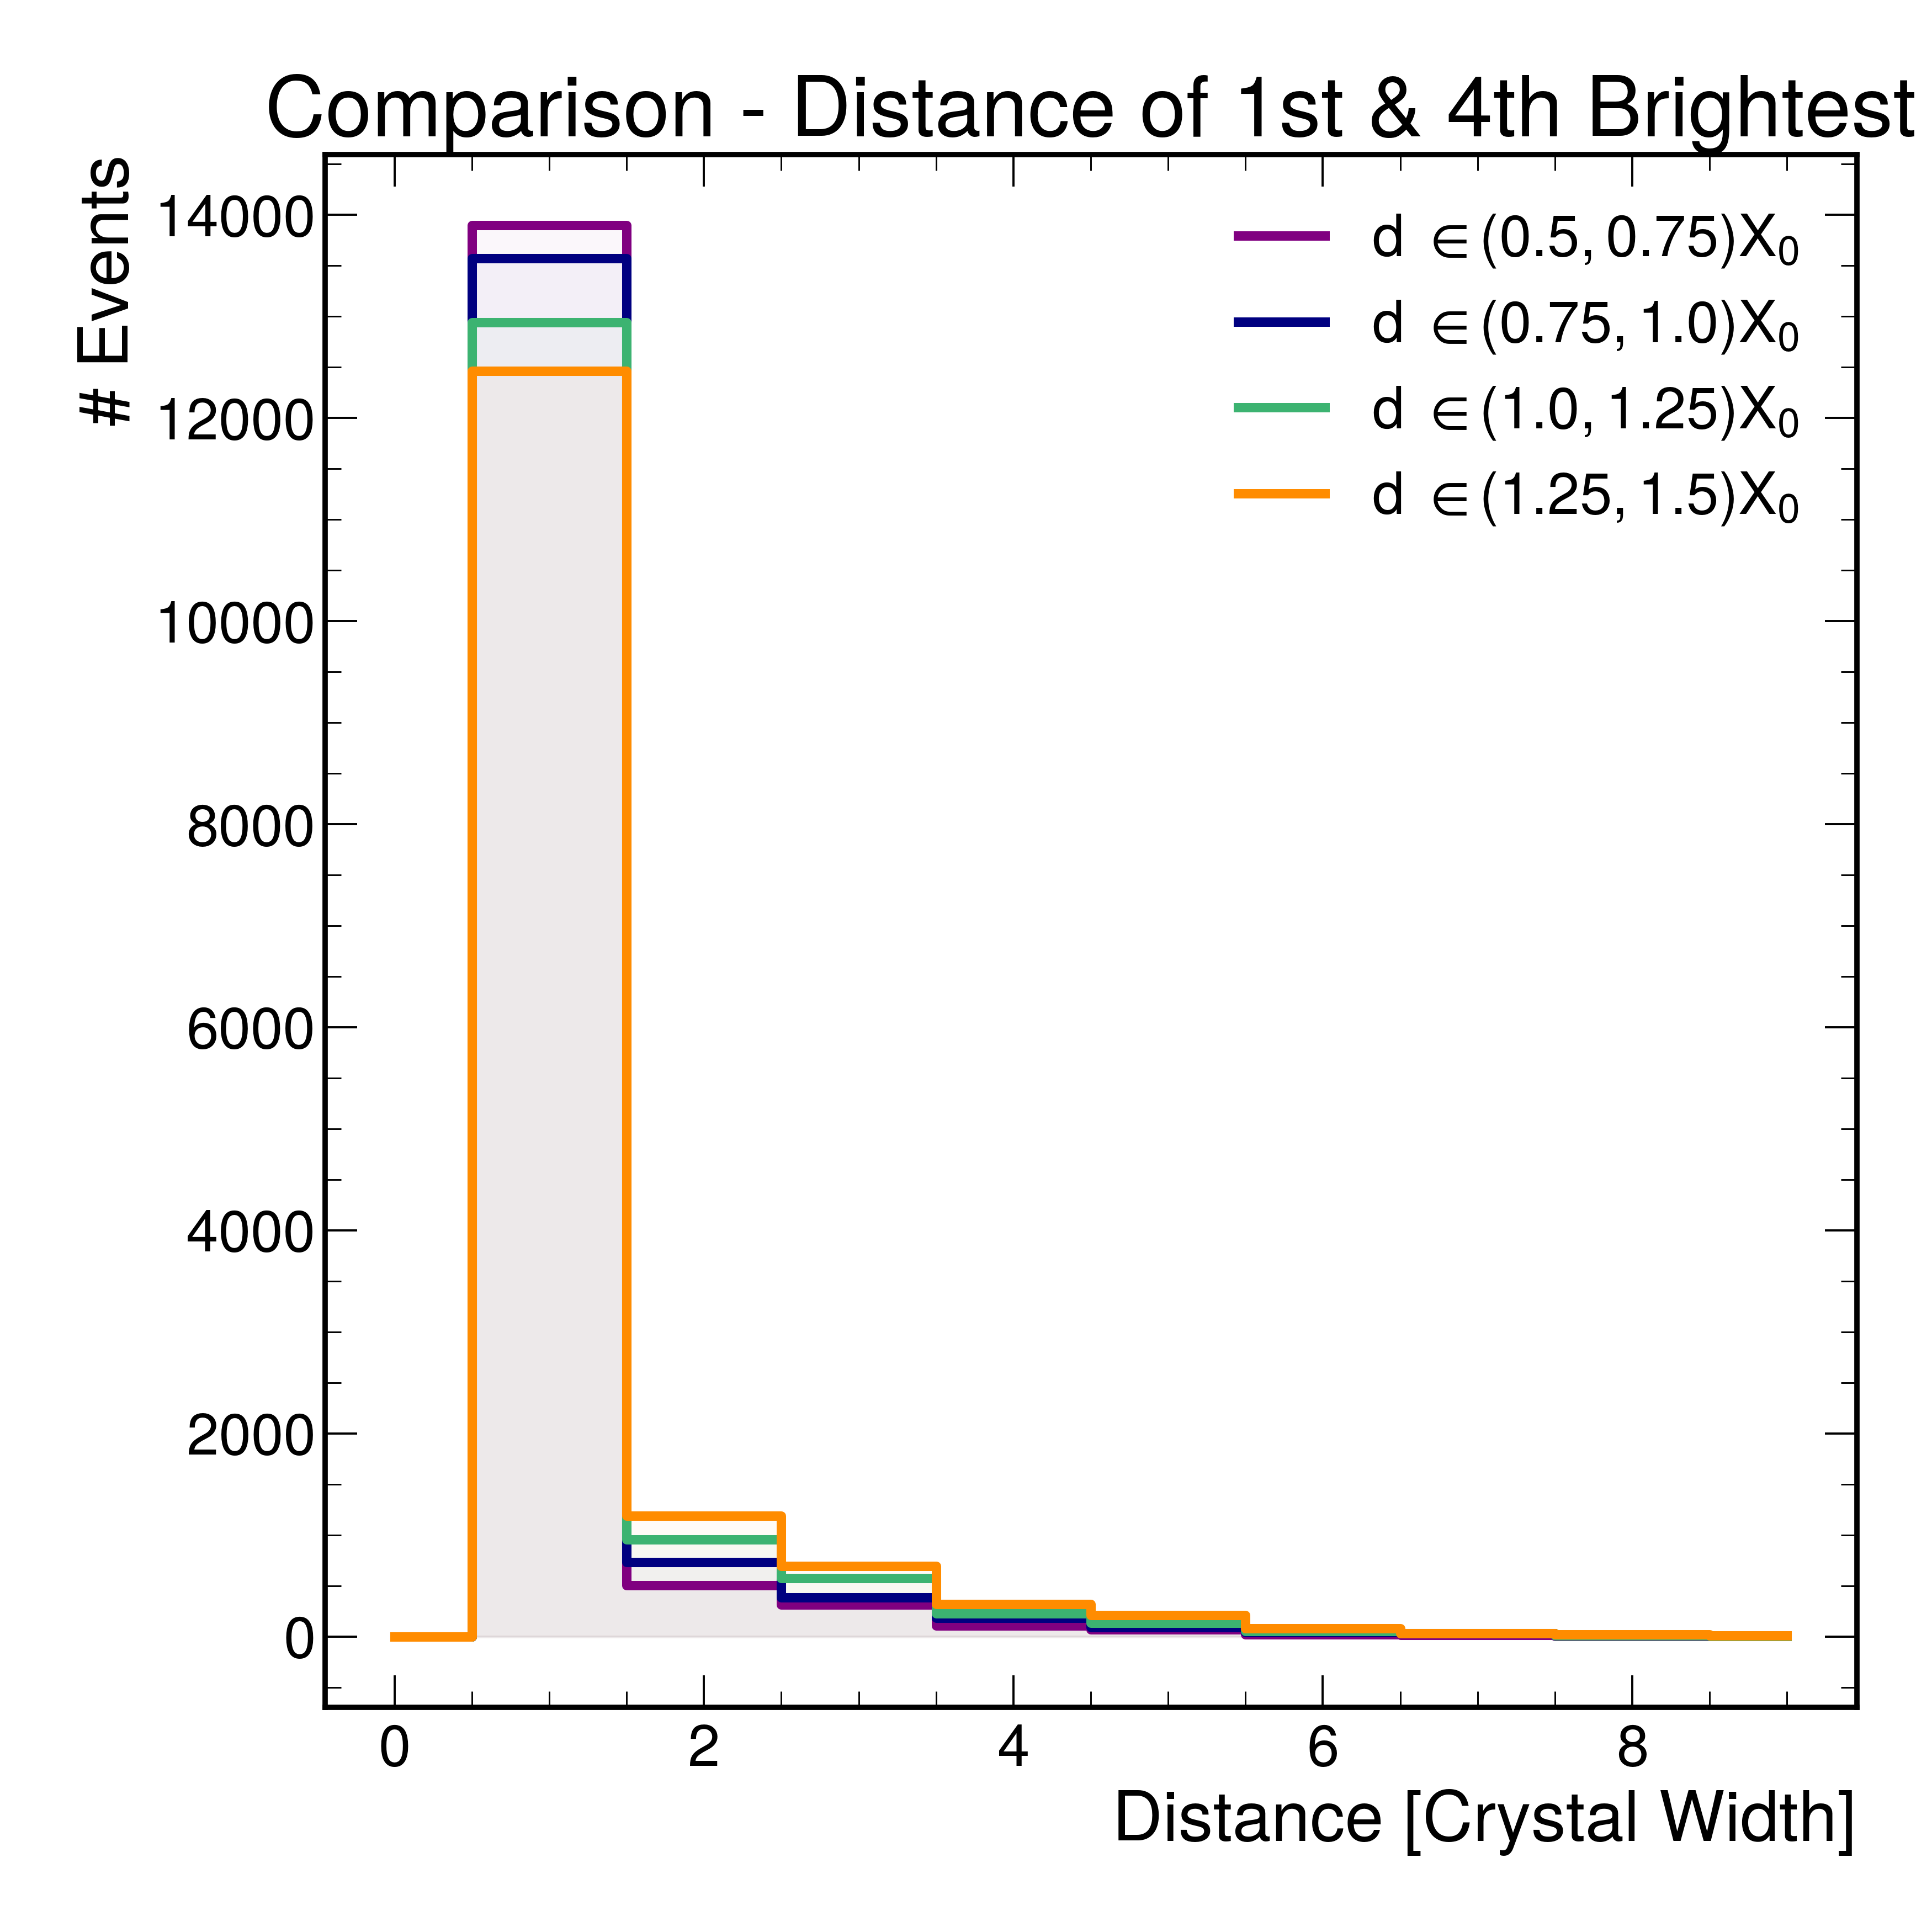 Comparison - Distance of 1st & 4th Brightest
# Events
14000
12000
10000
8000
6000
4000
2000
0
d ∈(0.5, 0.75)X₀
d ∈(0.75, 1.0)X₀
d ∈(1.0, 1.25)X₀
d ∈(1.25, 1.5)X₀
0 2 4 6 8
Distance [Crystal Width]